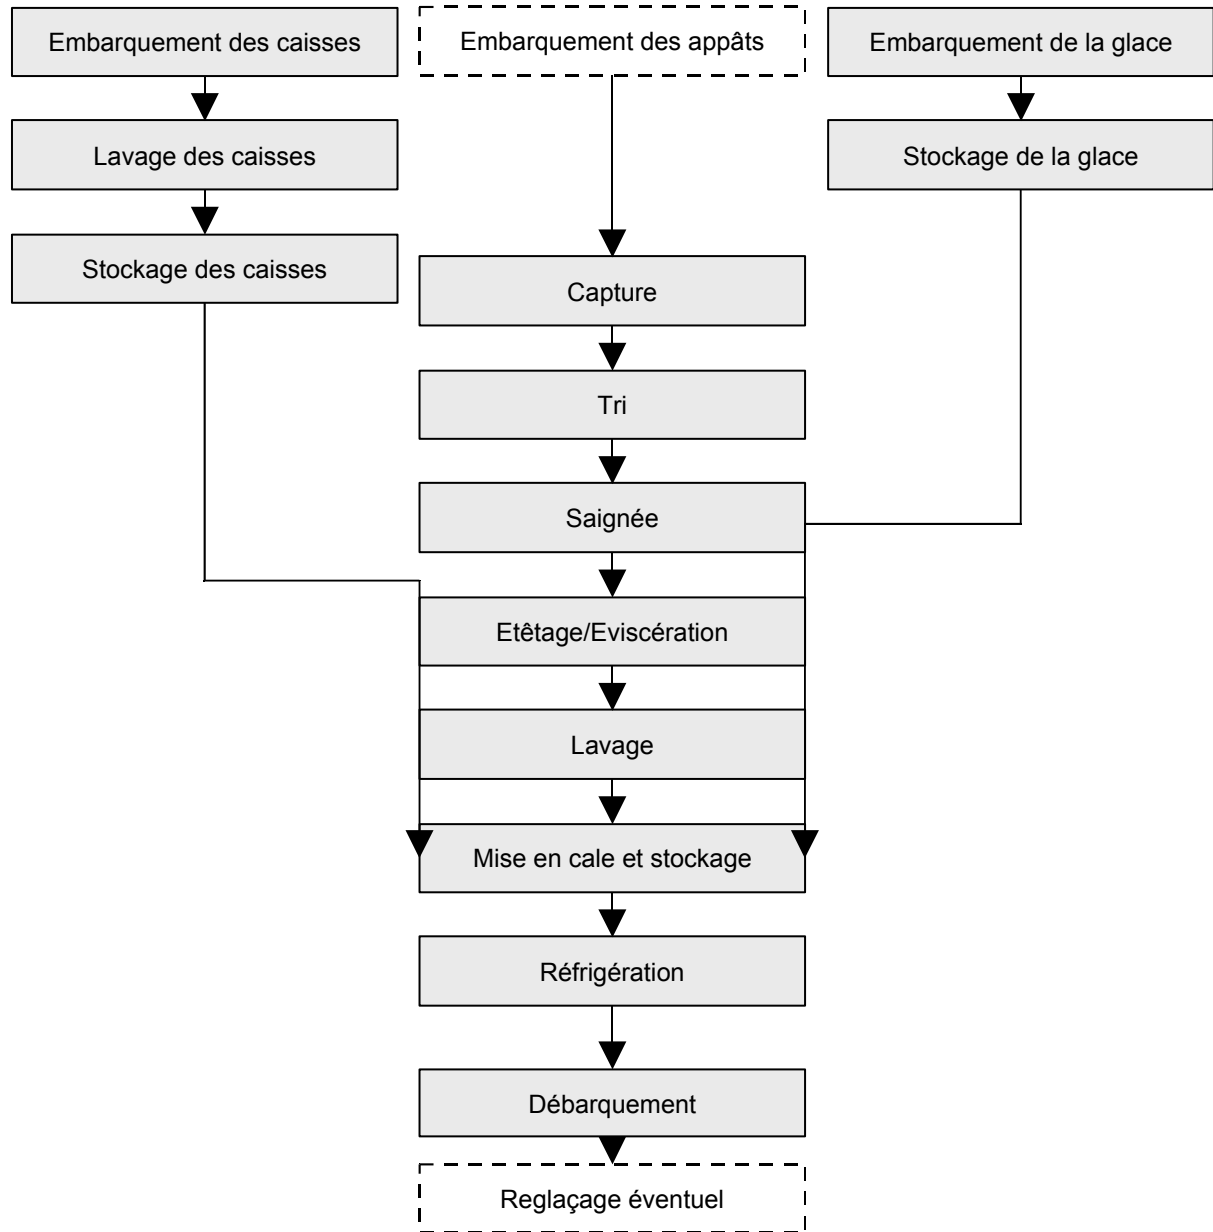 Embarquement des caisses
Embarquement des appâts
Embarquement de la glace
Lavage des caisses
Stockage de la glace
Stockage des caisses
Capture
Tri
Saignée
Etêtage/Eviscération
Lavage
Mise en cale et stockage
Réfrigération
Débarquement
Reglaçage éventuel